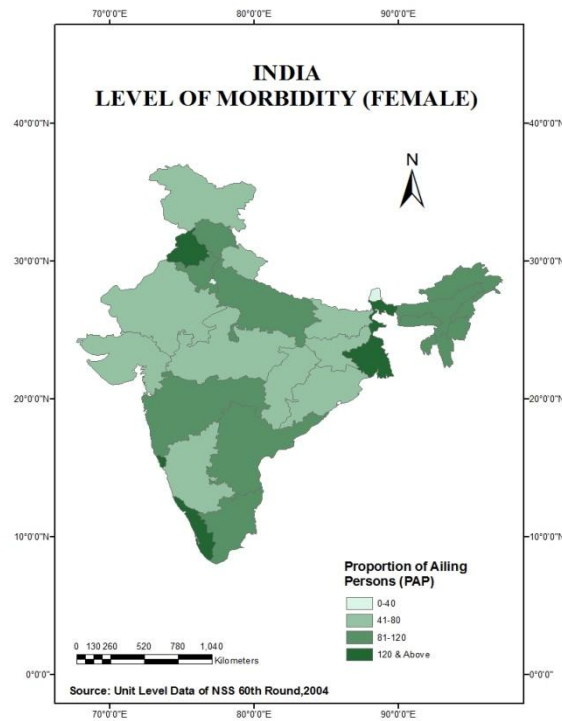 70°0'0"E 80°0'0"E 90°0'0"E
INDIA
LEVEL OF MORBIDITY (FEMALE)
40°0'0"N 40°0'0"N
N
30°0'0"N 30°0'0"N
20°0'0"N 20°0'0"N
10°0'0"N 10°0'0"N
Proportion of Ailing
Persons (PAP)
0-40
41-80
81-120
120 & Above
0 130 260 520 780 1,040
Kilometers
0°0'0" 0°0'0"
Source: Unit Level Data of NSS 60th Round,2004
70°0'0"E 80°0'0"E 90°0'0"E